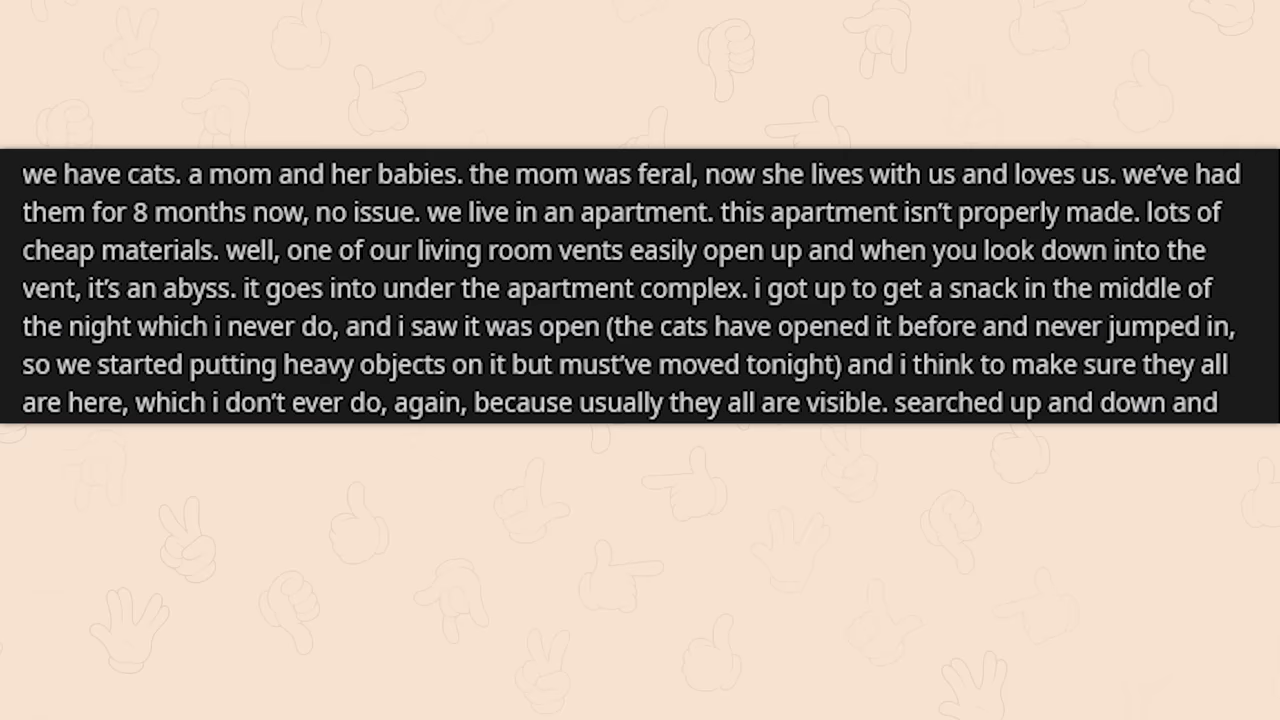 we have cats. a mom and her babies. the mom was feral, now she lives with us and loves us. we’ve had
them for 8 months now, no issue. we live in an apartment. this apartment isn’t properly made. lots of
cheap materials. well, one of our living room vents easily open up and when you look down into the
vent, it’s an abyss. it goes into under the apartment complex. i got up to get a snack in the middle of
the night which i never do, and i saw it was open (the cats have opened it before and never jumped in,
so we started putting heavy objects on it but must’ve moved tonight) and i think to make sure they all
are here, which i don’t ever do, again, because usually they all are visible. searched up and down and